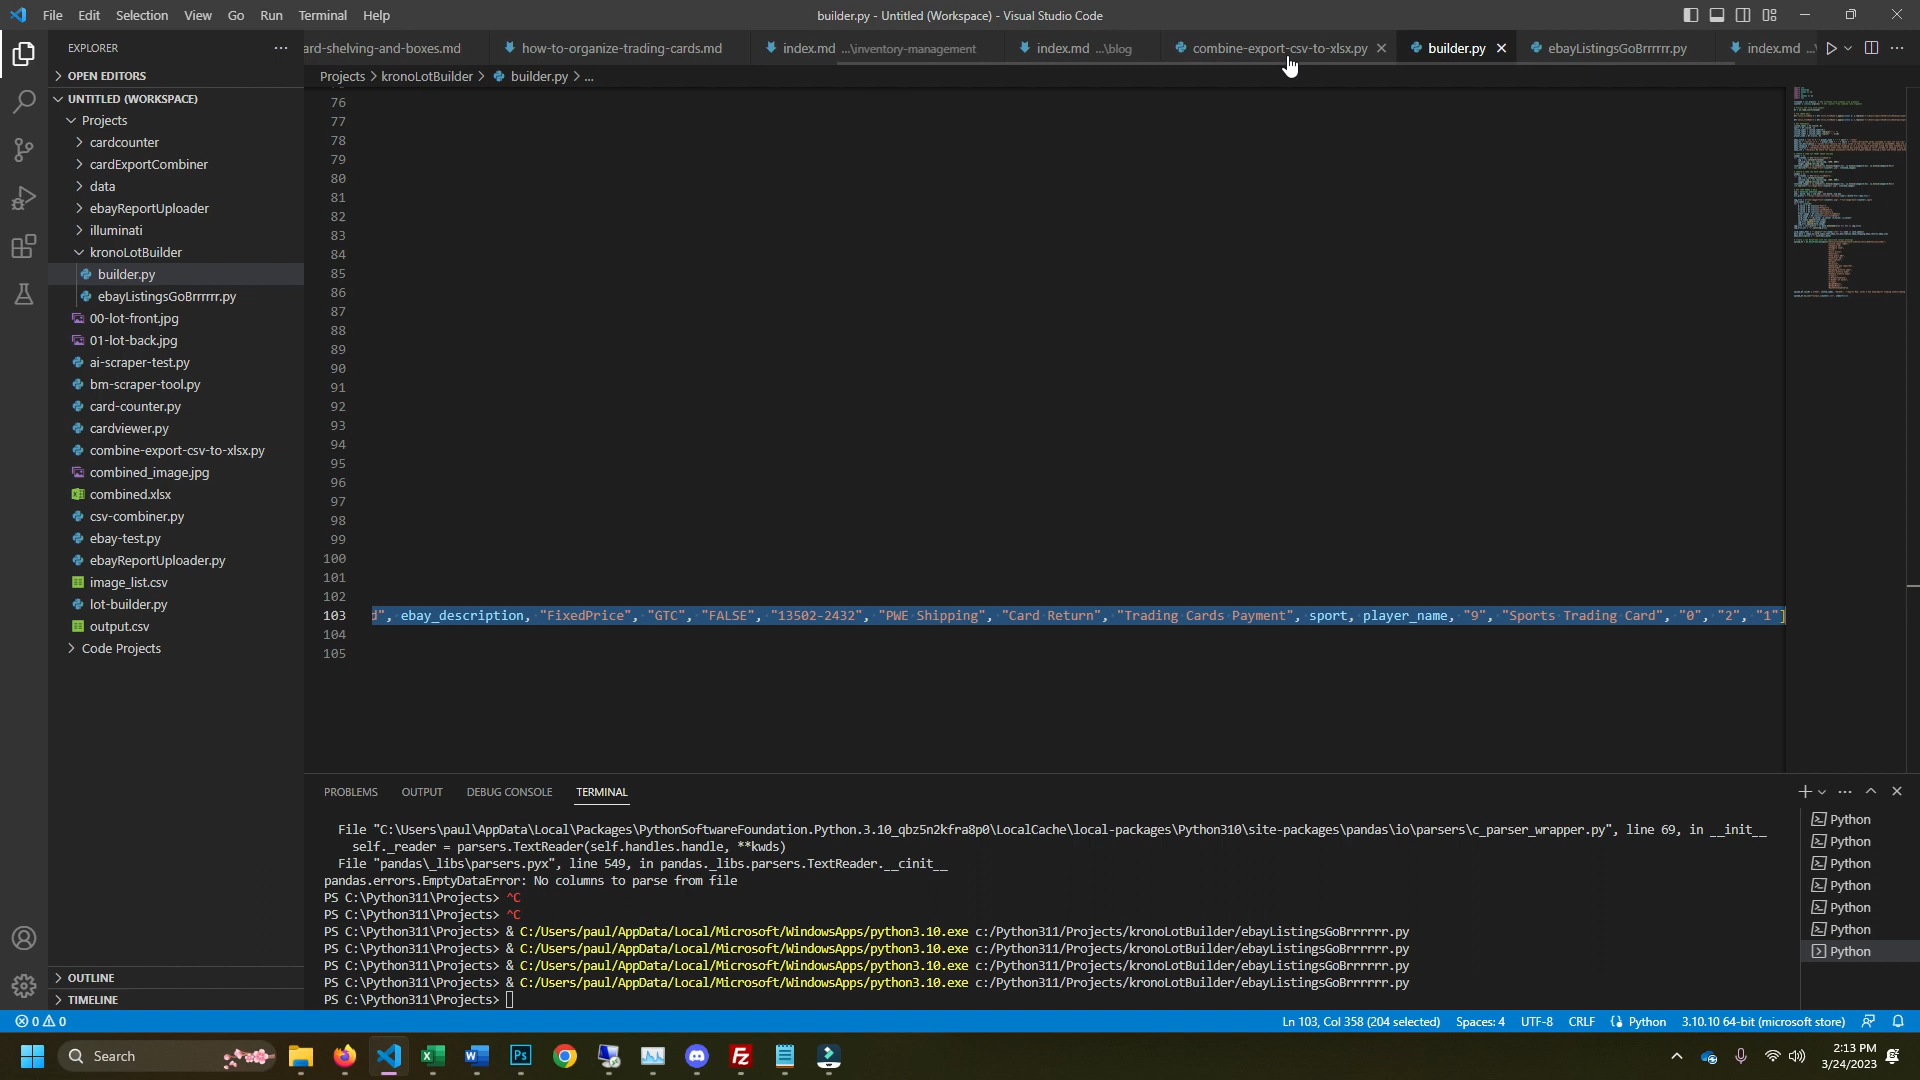 File Edit Selection View Go Run Terminal Help
builder.py - Untitled (Workspace) - Visual Studio Code
EXPLORER
ard-shelving-and-boxes.md
how-to-organize-trading-cards.md
index.md ...\inventory-management
index.md ...\blog
combine-export-csv-to-xlsx.py
builder.py
ebayListingsGoBrrrrrr.py
index.md ...\
Projects > kronoLotBuilder > builder.py > ...
OPEN EDITORS
UNTITLED (WORKSPACE)
Projects
cardcounter
cardExportCombiner
data
ebayReportUploader
illuminati
kronoLotBuilder
builder.py
ebayListingsGoBrrrrrr.py
00-lot-front.jpg
01-lot-back.jpg
ai-scraper-test.py
bm-scraper-tool.py
card-counter.py
cardviewer.py
combine-export-csv-to-xlsx.py
combined_image.jpg
combined.xlsx
csv-combiner.py
ebay-test.py
ebayReportUploader.py
image_list.csv
lot-builder.py
output.csv
Code Projects
OUTLINE
TIMELINE
76
77
78
79
80
81
82
83
84
85
86
87
88
89
90
91
92
93
94
95
96
97
98
99
100
101
102
103 d", ebay_description, "FixedPrice", "GTC", "FALSE", "13502-2432", "PWE Shipping", "Card Return", "Trading Cards Payment", sport, player_name, "9", "Sports Trading Card", "0", "2", "1"]
104
105
PROBLEMS OUTPUT DEBUG CONSOLE TERMINAL
File "C:\Users\paul\AppData\Local\Packages\PythonSoftwareFoundation.Python.3.10_qbz5n2kfra8p0\LocalCache\local-packages\Python310\site-packages\pandas\io\parsers\c_parser_wrapper.py", line 69, in __init__
self._reader = parsers.TextReader(self.handles.handle, **kwds)
File "pandas\_libs\parsers.pyx", line 549, in pandas._libs.parsers.TextReader.__cinit__
pandas.errors.EmptyDataError: No columns to parse from file
PS C:\Python311\Projects> ^C
PS C:\Python311\Projects> ^C
PS C:\Python311\Projects> & C:/Users/paul/AppData/Local/Microsoft/WindowsApps/python3.10.exe c:/Python311/Projects/kronoLotBuilder/ebayListingsGoBrrrrrr.py
PS C:\Python311\Projects> & C:/Users/paul/AppData/Local/Microsoft/WindowsApps/python3.10.exe c:/Python311/Projects/kronoLotBuilder/ebayListingsGoBrrrrrr.py
PS C:\Python311\Projects> & C:/Users/paul/AppData/Local/Microsoft/WindowsApps/python3.10.exe c:/Python311/Projects/kronoLotBuilder/ebayListingsGoBrrrrrr.py
PS C:\Python311\Projects> & C:/Users/paul/AppData/Local/Microsoft/WindowsApps/python3.10.exe c:/Python311/Projects/kronoLotBuilder/ebayListingsGoBrrrrrr.py
PS C:\Python311\Projects>
Python
Python
Python
Python
Python
Python
Python
0 0
Ln 103, Col 358 (204 selected) Spaces: 4 UTF-8 CRLF Python 3.10.10 64-bit (microsoft store)
Search
Ps
Fz
2:13 PM
3/24/2023